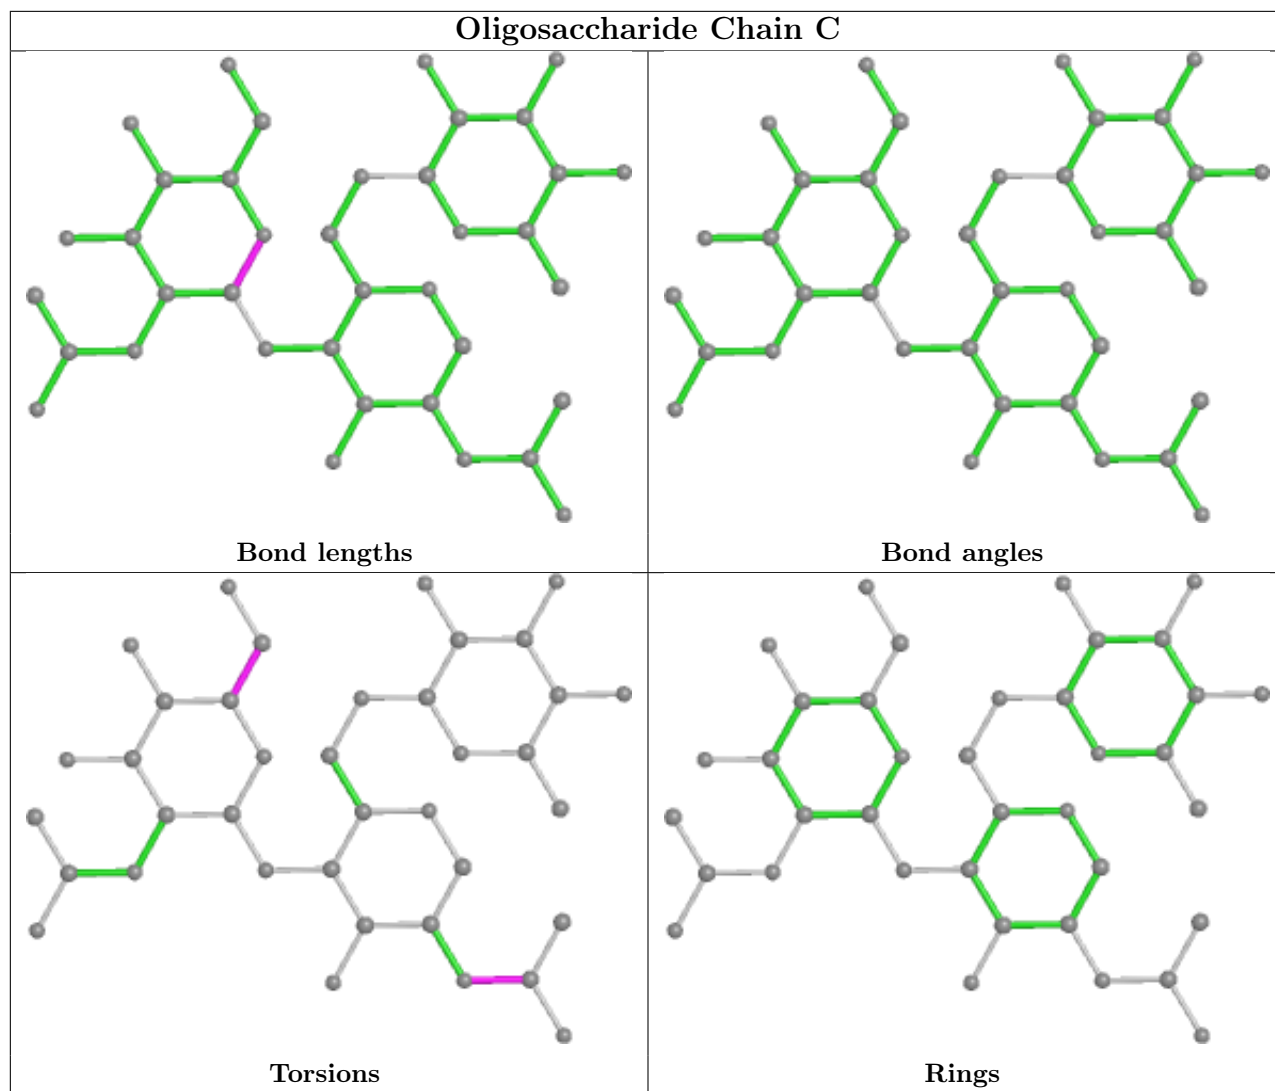 Oligosaccharide Chain C
Bond lengths
Bond angles
Torsions
Rings